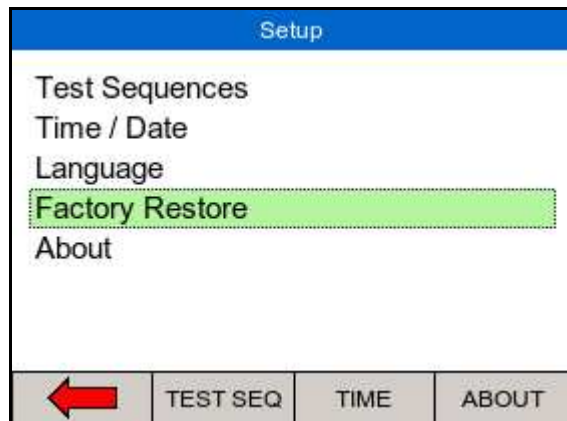 Setup
Test Sequences
Time / Date
Language
Factory Restore
About
TEST SEQ TIME ABOUT